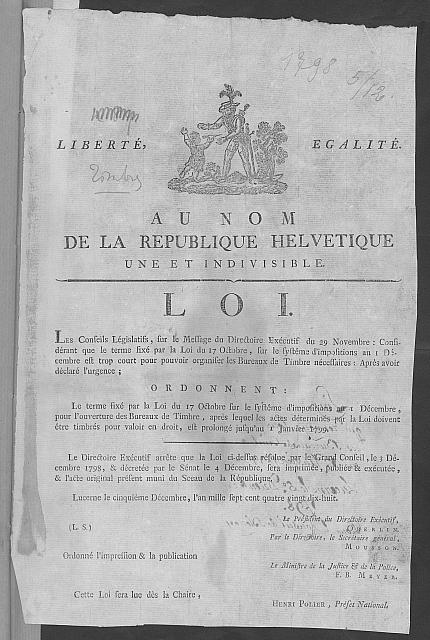 1798
5/12.
LIBERTÉ, EGALITÉ.
Timbre
AU NOM
DE LA REPUBLIQUE HELVETIQUE
UNE ET INDIVISIBLE.
LOI.
LES Conseils Législatifs, sur le Message du Directoire Exécutif du 29 Novembre : Consi-
dérant que le terme fixé par la Loi du 17 Octobre, sur le système d'impositions au 1 Dé-
cembre est trop court pour pouvoir organiser les Bureaux de Timbre nécessaires : Après avoir
déclaré l'urgence ;
ORDONNENT :
Le terme fixé par la Loi du 17 Octobre sur le système d'impositions au 1 Décembre,
pour l'ouverture des Bureaux de Timbre, après lequel les actes déterminés par la Loi doivent
être timbrés pour valoir en droit, est prolongé jusqu'au 1 Janvier 1799.
Le Directoire Exécutif arrête que la Loi ci-dessus résolue par le Grand Conseil, le 3 Dé-
cembre 1798, & décretée par le Sénat le 4 Décembre, sera imprimée, publiée & exécutée,
& l'acte original présent muni du Sceau de la République.
Lucerne le cinquième Décembre, l'an mille sept cent quatre vingt dix-huit.
Le Président du Directoire Exécutif,
(L. S.) OBERLIN.
Par le Directoire, le Secrétaire général,
MOUSSON.
Ordonné l'impression & la publication
Le Ministre de la Justice & de la Police,
F. B. MEYER.
Cette Loi sera lue dès la Chaire,
HENRI POLIER, Préfet National.